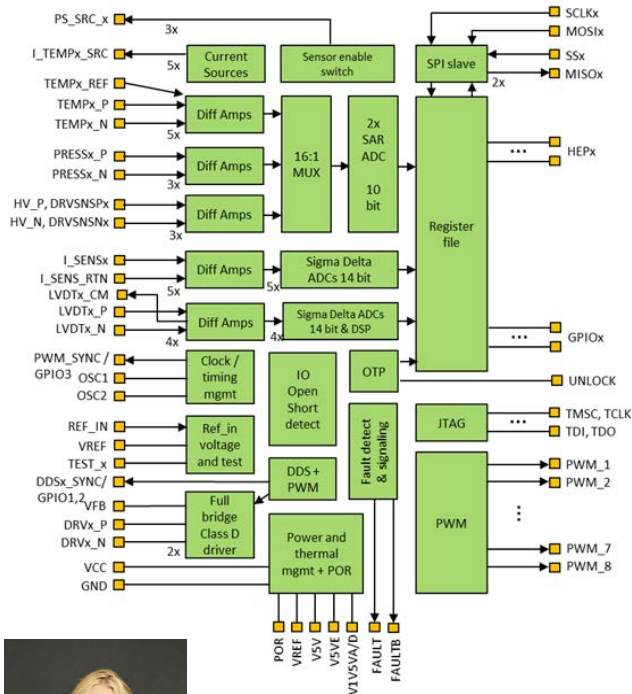 PS_SRC_x
3x
I_TEMPx_SRC
5x
Current
Sources
Sensor enable
switch
SCLKx
MOSIx
SSx
MISOx
2x
SPI slave
TEMPx_REF
TEMPx_P
TEMPx_N
5x
Diff Amps
PRESSx_P
PRESSx_N
3x
Diff Amps
HV_P, DRVSNSPx
HV_N, DRVSNSNx
3x
Diff Amps
16:1
MUX
2x
SAR
ADC
10
bit
Register
file
...
HEPx
I_SENSx
I_SENS_RTN
5x
Diff Amps
5x
Sigma Delta
ADCs 14 bit
LVDTx_CM
LVDTx_P
LVDTx_N
4x
Diff Amps
4x
Sigma Delta ADCs
14 bit & DSP
...
GPIOx
PWM_SYNC /
GPIO3
OSC1
OSC2
Clock /
timing
mgmt
IO
Open
Short
detect
OTP
UNLOCK
REF_IN
VREF
TEST_x
Ref_in
voltage
and test
Fault detect
& signaling
JTAG
...
TMSC, TCLK
TDI, TDO
DDSx_SYNC/
GPIO1,2
VFB
DRVx_P
DRVx_N
2x
Full
bridge
Class D
driver
DDS +
PWM
PWM
PWM_1
PWM_2
...
PWM_7
PWM_8
VCC
GND
Power and
thermal
mgmt + POR
POR
VREF
V5V
V5VE
V1V5VA/D
FAULT
FAULTB